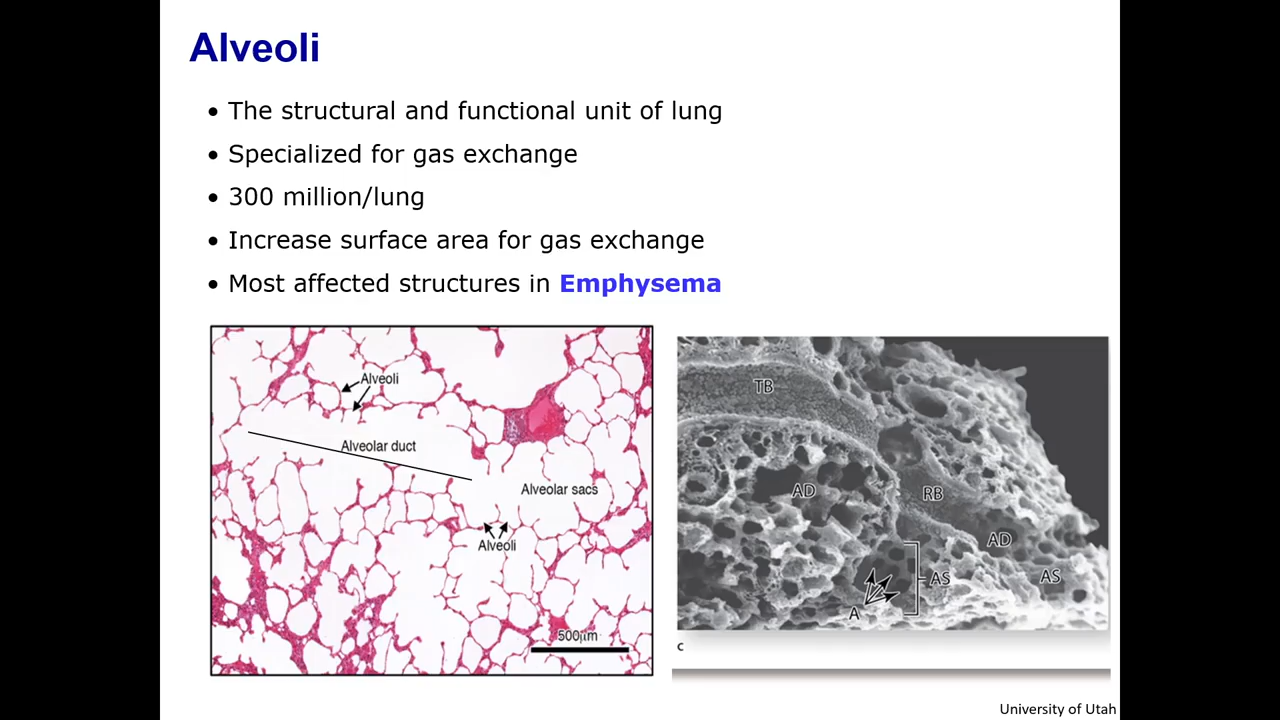 Alveoli
• The structural and functional unit of lung
• Specialized for gas exchange
• 300 million/lung
• Increase surface area for gas exchange
• Most affected structures in Emphysema
Alveoli
Alveolar duct
Alveolar sacs
Alveoli
500μm
TB
AD
RB
AD
AS
AS
A
c
University of Utah